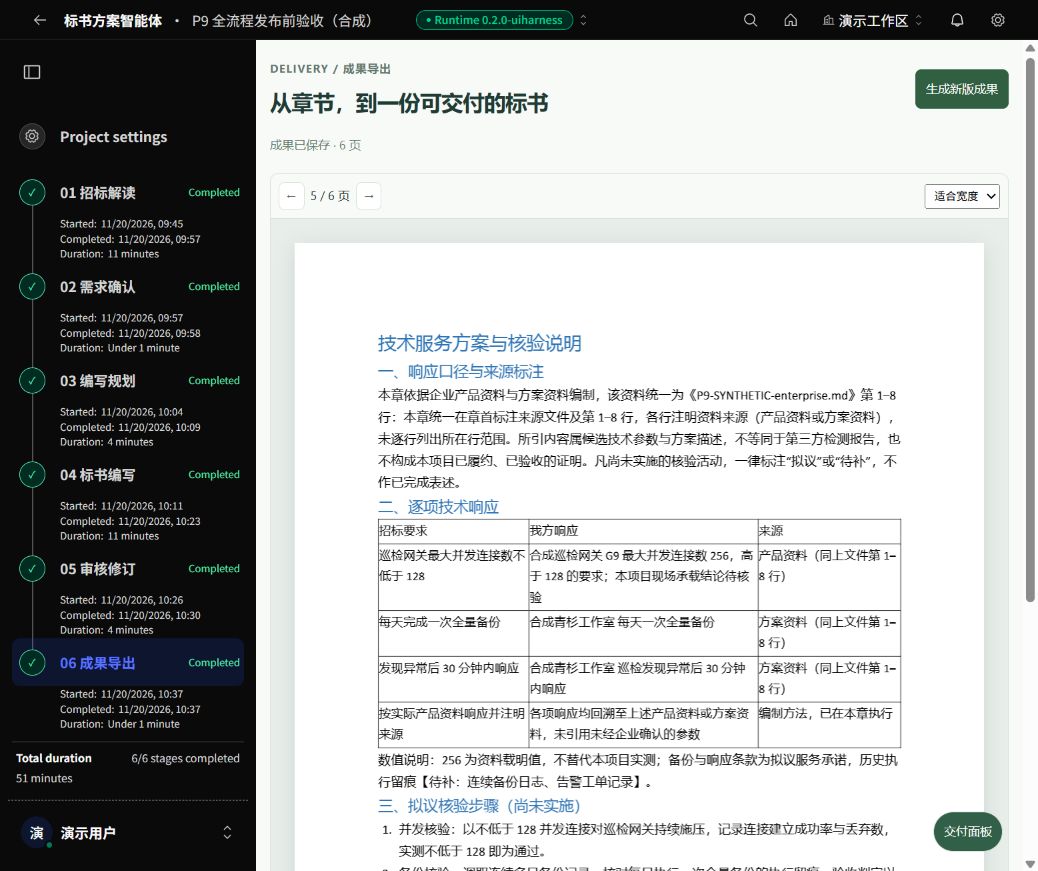 标书方案智能体 • P9 全流程发布前验收（合成）
Runtime 0.2.0-uiharness
演示工作区
Project settings
01 招标解读 Completed
Started: 11/20/2026, 09:45
Completed: 11/20/2026, 09:57
Duration: 11 minutes
02 需求确认 Completed
Started: 11/20/2026, 09:57
Completed: 11/20/2026, 09:58
Duration: Under 1 minute
03 编写规划 Completed
Started: 11/20/2026, 10:04
Completed: 11/20/2026, 10:09
Duration: 4 minutes
04 标书编写 Completed
Started: 11/20/2026, 10:11
Completed: 11/20/2026, 10:23
Duration: 11 minutes
05 审核修订 Completed
Started: 11/20/2026, 10:26
Completed: 11/20/2026, 10:30
Duration: 4 minutes
06 成果导出 Completed
Started: 11/20/2026, 10:37
Completed: 11/20/2026, 10:37
Duration: Under 1 minute
Total duration 6/6 stages completed
51 minutes
演 演示用户
DELIVERY / 成果导出
从章节，到一份可交付的标书
成果已保存 · 6 页
生成新版成果
← 5 / 6 页 →
适合宽度
技术服务方案与核验说明
一、响应口径与来源标注
本章依据企业产品资料与方案资料编制，该资料统一为《P9-SYNTHETIC-enterprise.md》第 1–8
行：本章统一在章首标注来源文件及第 1–8 行，各行注明资料来源（产品资料或方案资料），
未逐行列出所在行范围。所引内容属候选技术参数与方案描述，不等同于第三方检测报告，也
不构成本项目已履约、已验收的证明。凡尚未实施的核验活动，一律标注“拟议”或“待补”，不
作已完成表述。
二、逐项技术响应
招标要求 我方响应 来源
巡检网关最大并发连接数不 合成巡检网关 G9 最大并发连接数 256，高 产品资料（同上文件第 1–
低于 128 于 128 的要求；本项目现场承载结论待核 8 行）
验
每天完成一次全量备份 合成青杉工作室 每天一次全量备份 方案资料（同上文件第 1–
8 行）
发现异常后 30 分钟内响应 合成青杉工作室 巡检发现异常后 30 分钟 方案资料（同上文件第 1–
内响应 8 行）
按实际产品资料响应并注明 各项响应均回溯至上述产品资料或方案资 编制方法，已在本章执行
来源 料，未引用未经企业确认的参数
数值说明：256 为资料载明值，不替代本项目实测；备份与响应条款为拟议服务承诺，历史执
行留痕【待补：连续备份日志、告警工单记录】。
三、拟议核验步骤（尚未实施）
1. 并发核验：以不低于 128 并发连接对巡检网关持续施压，记录连接建立成功率与丢弃数，
实测不低于 128 即为通过。
交付面板